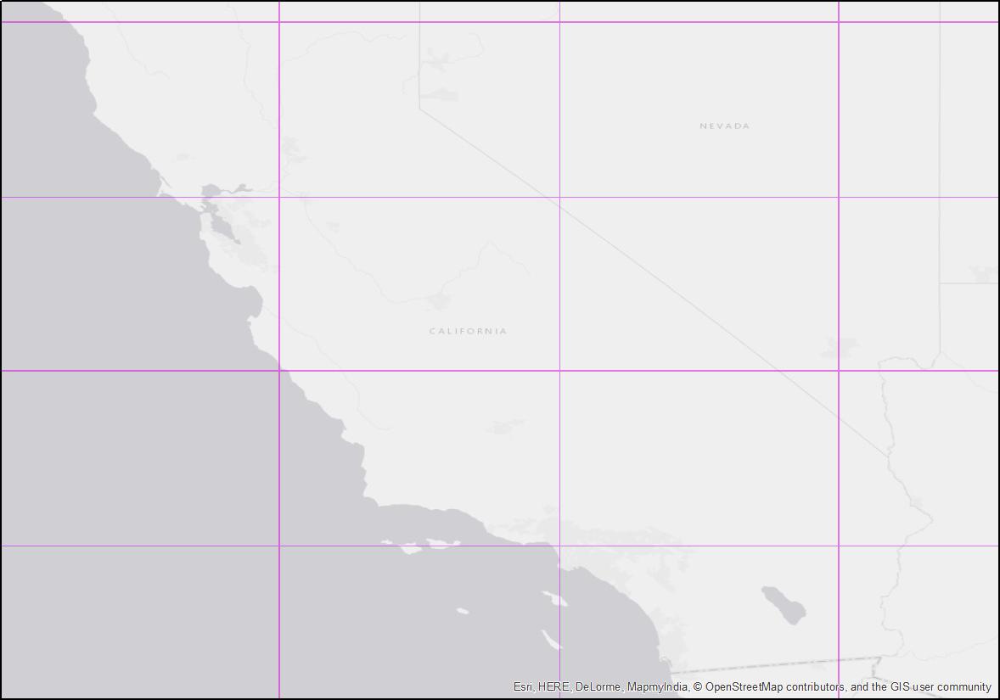 NEVADA
CALIFORNIA
Esri, HERE, DeLorme, MapmyIndia, © OpenStreetMap contributors, and the GIS user community